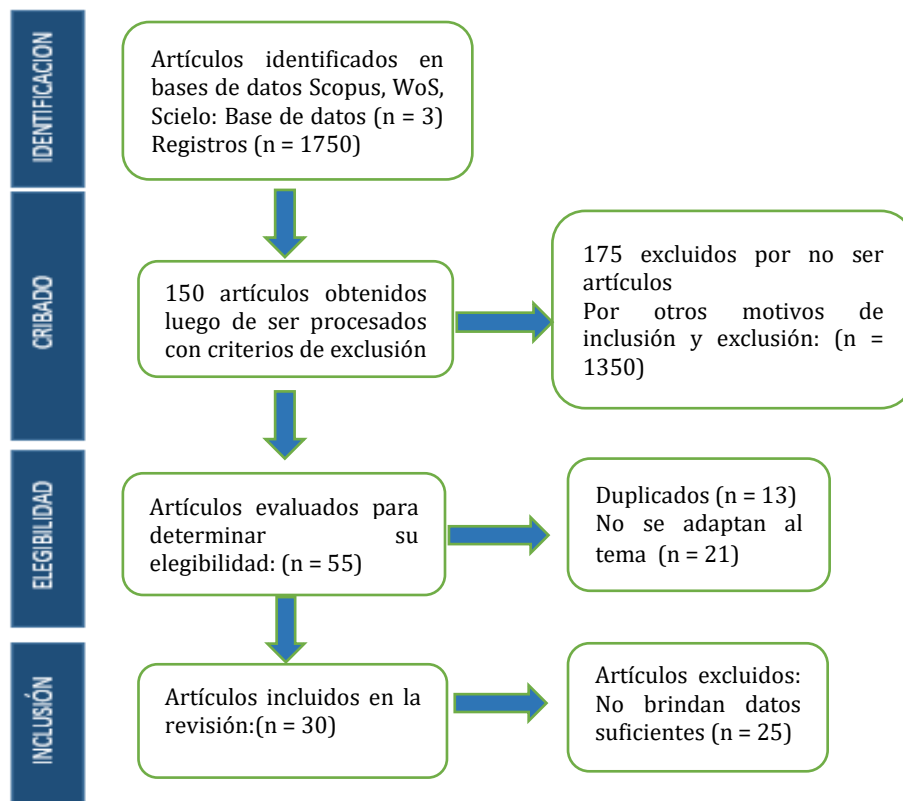 IDENTIFICACION
Artículos identificados en
bases de datos Scopus, WoS,
Scielo: Base de datos (n = 3)
Registros (n = 1750)
CRIBADO
150 artículos obtenidos
luego de ser procesados
con criterios de exclusión
175 excluidos por no ser
artículos
Por otros motivos de
inclusión y exclusión: (n =
1350)
ELEGIBILIDAD
Artículos evaluados para
determinar su
elegibilidad: (n = 55)
Duplicados (n = 13)
No se adaptan al
tema (n = 21)
INCLUSIÓN
Artículos incluidos en la
revisión:(n = 30)
Artículos excluidos:
No brindan datos
suficientes (n = 25)